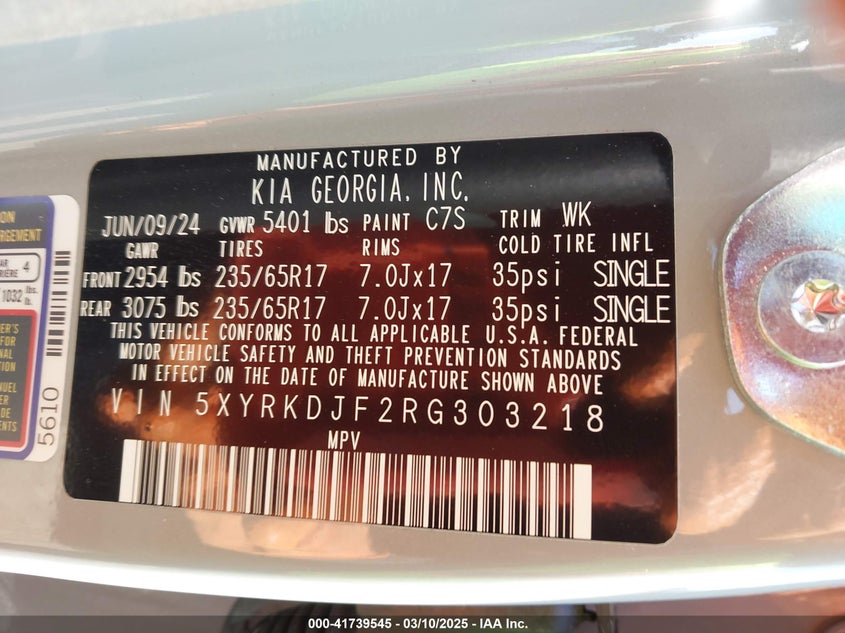 MANUFACTURED BY
KIA GEORGIA, INC.
JUN/09/24 GVWR 5401 lbs PAINT C7S TRIM WK
GAWR TIRES RIMS COLD TIRE INFL
FRONT 2954 lbs 235/65R17 7.0Jx17 35psi SINGLE
REAR 3075 lbs 235/65R17 7.0Jx17 35psi SINGLE
THIS VEHICLE CONFORMS TO ALL APPLICABLE U.S.A. FEDERAL
MOTOR VEHICLE SAFETY AND THEFT PREVENTION STANDARDS
IN EFFECT ON THE DATE OF MANUFACTURE SHOWN ABOVE
VIN 5XYRKDJF2RG303218
MPV
4
1032 lbs.
5610
000-41739545 — 03/10/2025 — IAA Inc.